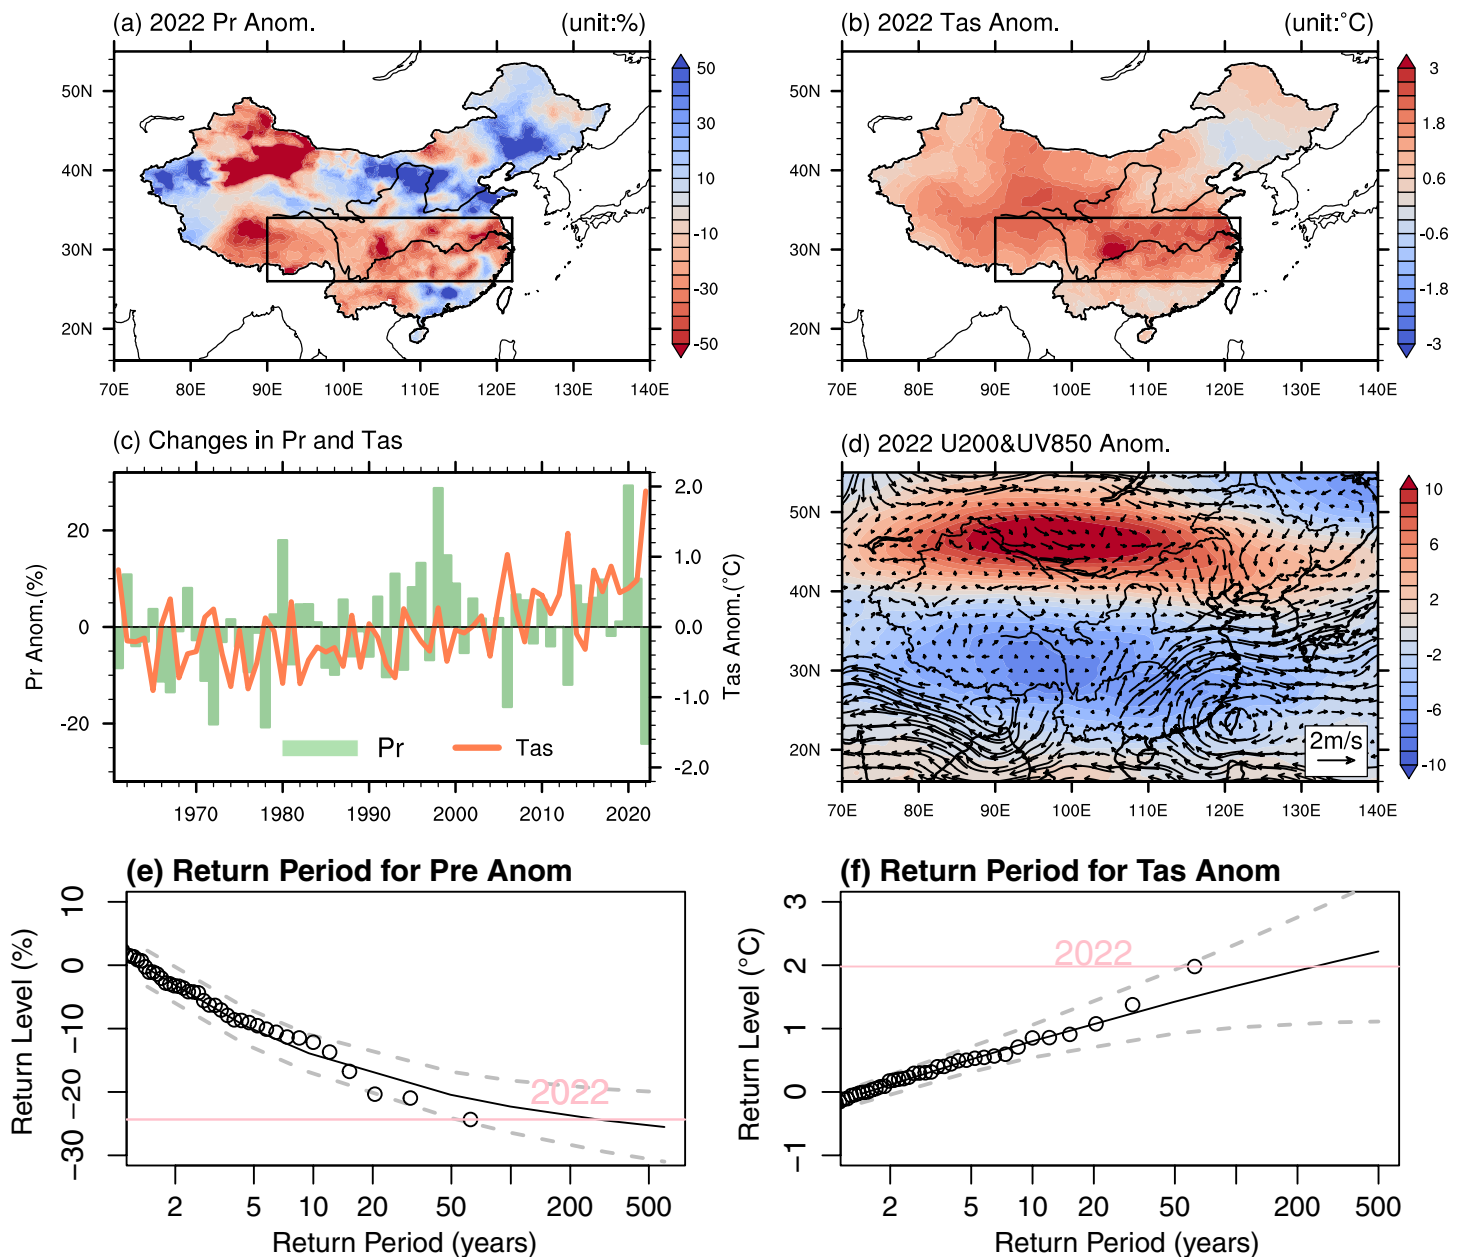 (a) 2022 Pr Anom. (unit:%)
50N
40N
30N
20N
70E 80E 90E 100E 110E 120E 130E 140E
50
30
10
-10
-30
-50
(b) 2022 Tas Anom. (unit:°C)
50N
40N
30N
20N
70E 80E 90E 100E 110E 120E 130E 140E
3
1.8
0.6
-0.6
-1.8
-3
(c) Changes in Pr and Tas
Pr Anom.(%)
20
0
-20
2.0
1.0
0.0
-1.0
-2.0
Tas Anom.(°C)
Pr Tas
1970 1980 1990 2000 2010 2020
(d) 2022 U200&UV850 Anom.
50N
40N
30N
20N
2m/s
70E 80E 90E 100E 110E 120E 130E 140E
10
6
2
-2
-6
-10
(e) Return Period for Pre Anom
Return Level (%)
10
0
-10
-20
-30
2022
2 5 10 20 50 200 500
Return Period (years)
(f) Return Period for Tas Anom
Return Level (°C)
3
2
1
0
-1
2022
2 5 10 20 50 200 500
Return Period (years)